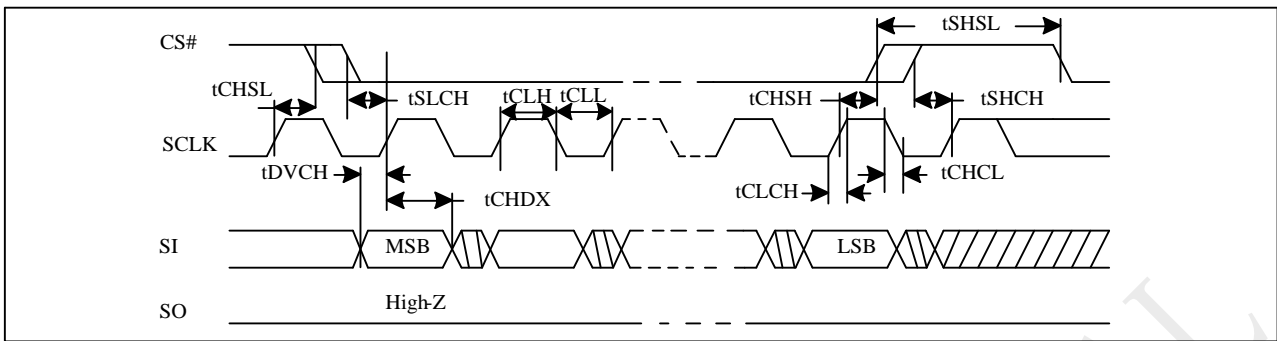 tSHSL
CS#
tCHSL
tSLCH
tCLH
tCLL
tCHSH
tSHCH
SCLK
tDVCH
tCHDX
tCLCH
tCHCL
SI
MSB
LSB
SO
High-Z